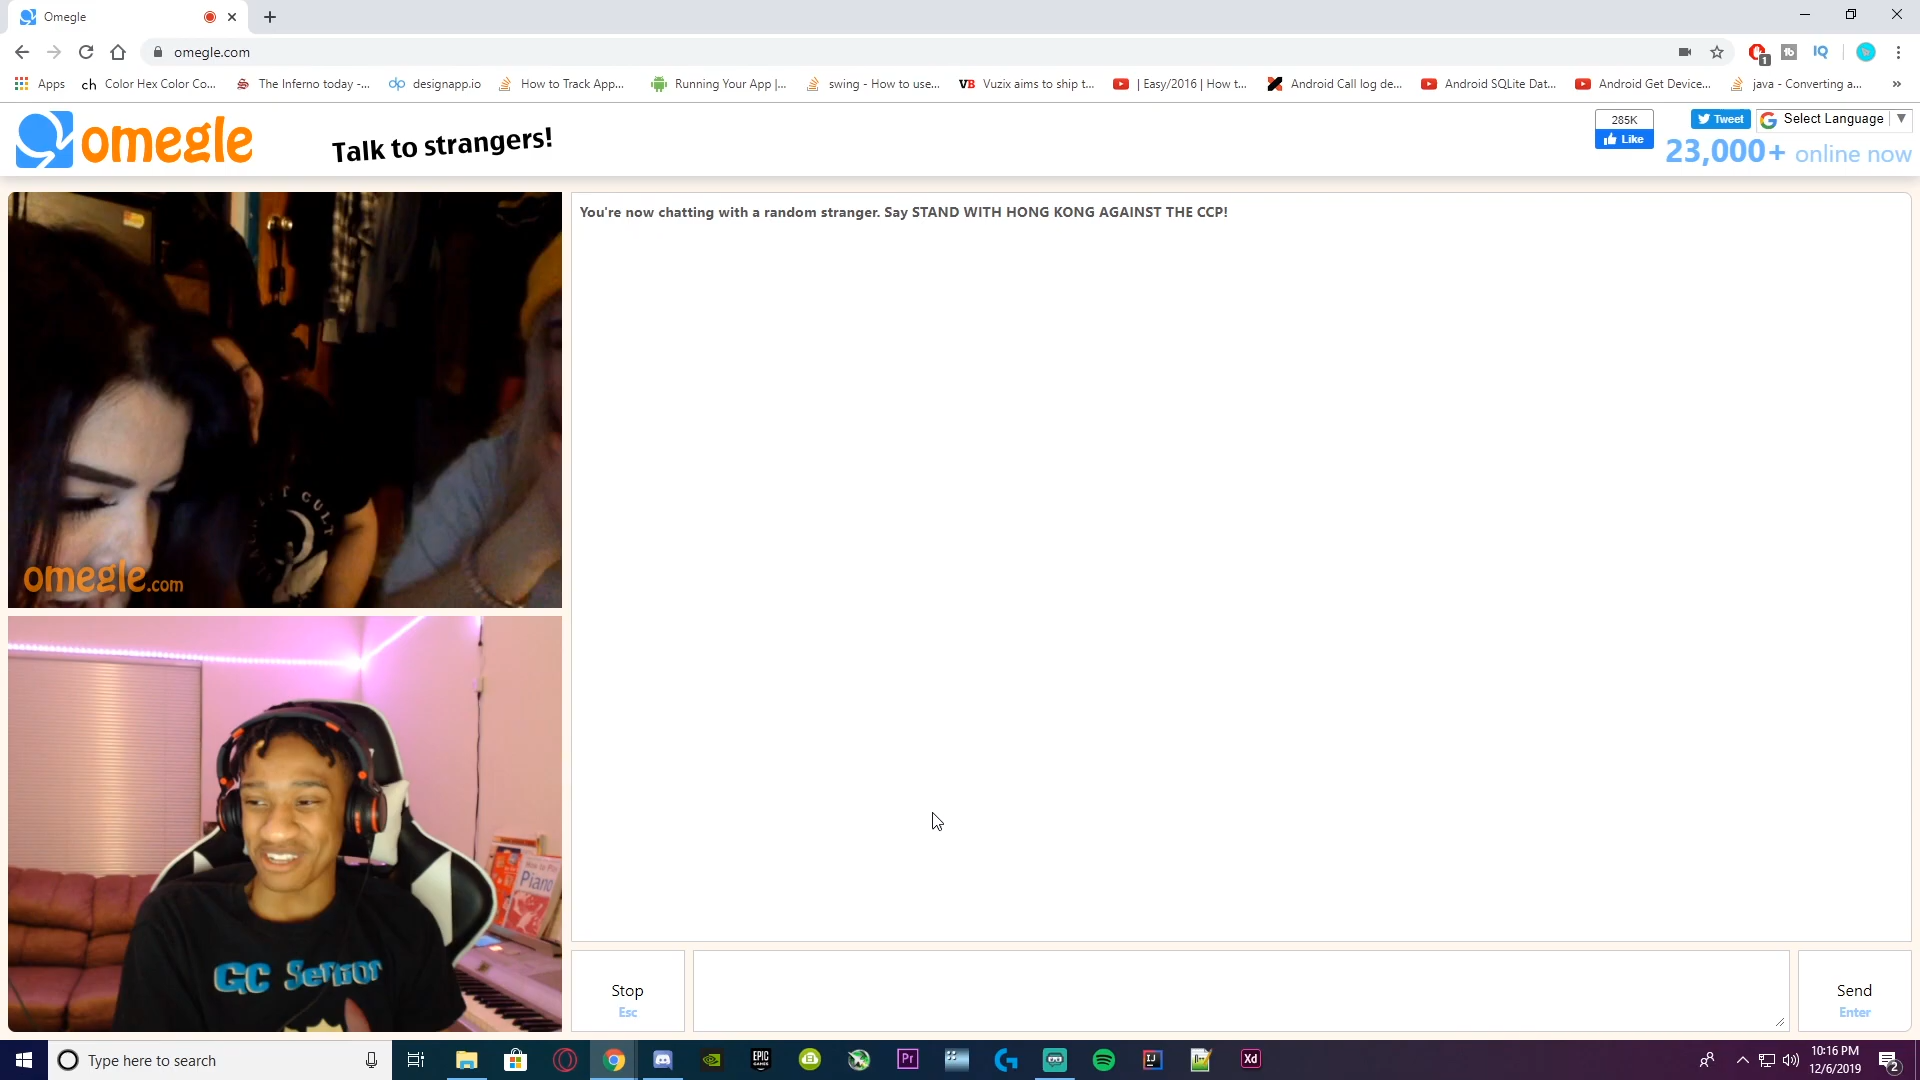 Omegle
omegle.com
Apps
Color Hex Color Co...
The Inferno today -...
designapp.io
How to Track App...
Running Your App |...
swing - How to use...
Vuzix aims to ship t...
| Easy/2016 | How t...
Android Call log de...
Android SQLite Dat...
Android Get Device...
java - Converting a...
omegle
Talk to strangers!
285K
Like
Tweet
Select Language
23,000+ online now
You're now chatting with a random stranger. Say STAND WITH HONG KONG AGAINST THE CCP!
omegle.com
Piano
GC Senior
Stop
Esc
Send
Enter
Type here to search
10:16 PM
12/6/2019